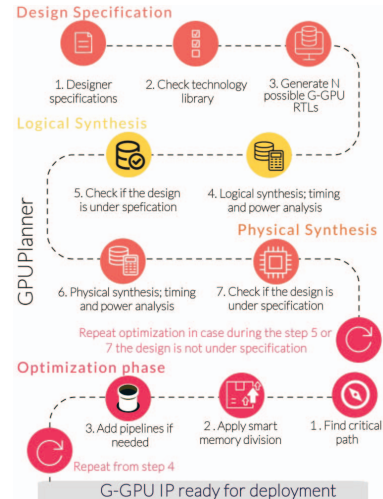 Design Specification
1. Designer
specifications
2. Check technology
library
3. Generate N
possible G-GPU
RTLs
Logical Synthesis
5. Check if the design
is under spefication
4. Logical synthesis; timing
and power analysis
GPUPlanner
Physical Synthesis
6. Physical synthesis; timing
and power analysis
7. Check if the design is
under specification
Repeat optimization in case during the step 5 or
7 the design is not under specification
Optimization phase
3. Add pipelines if
needed
2. Apply smart
memory division
1. Find critical
path
Repeat from step 4
G-GPU IP ready for deployment